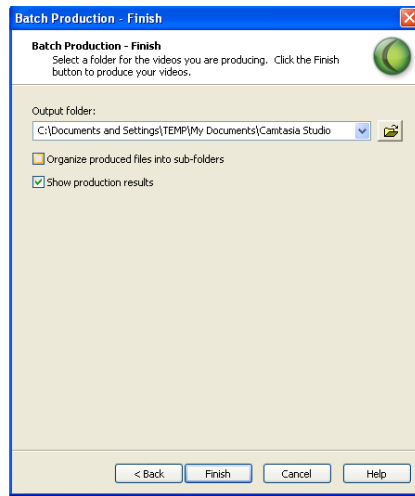 Batch Production - Finish
Batch Production - Finish
Select a folder for the videos you are producing. Click the Finish
button to produce your videos.
Output folder:
C:\Documents and Settings\TEMP\My Documents\Camtasia Studio
Organize produced files into sub-folders
Show production results
< Back
Finish
Cancel
Help